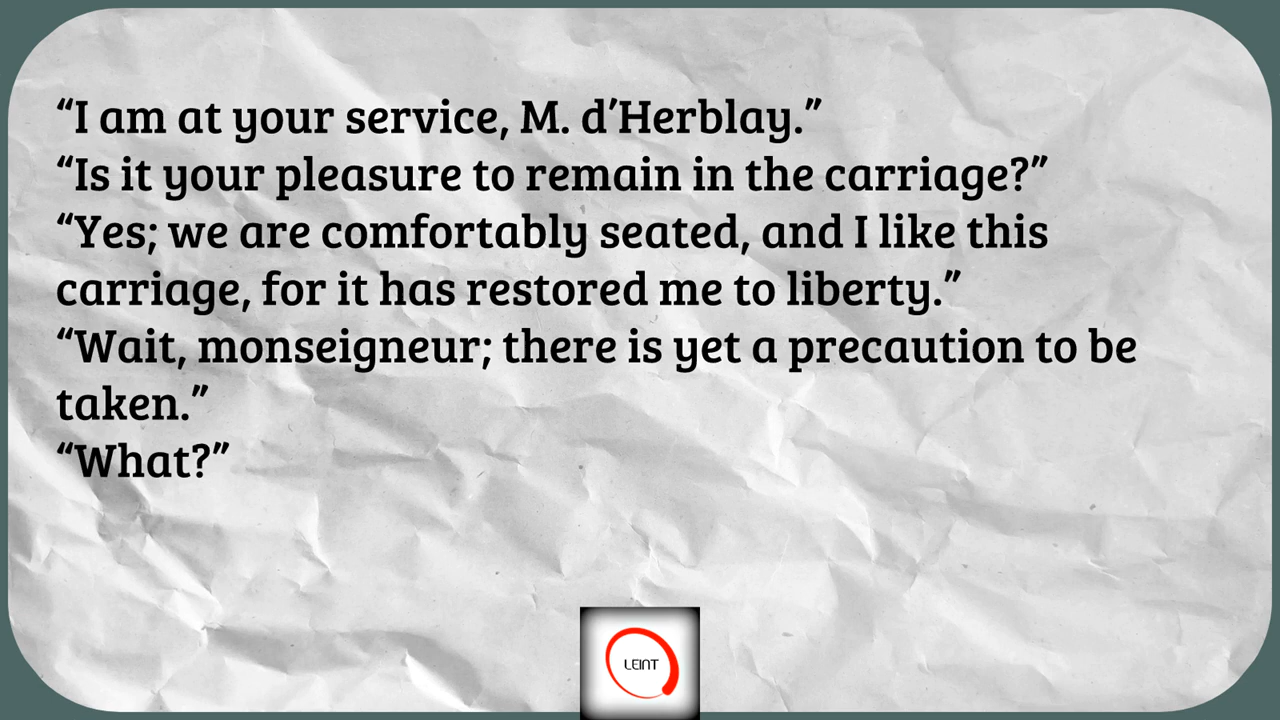 “I am at your service, M. d’Herblay.”
“Is it your pleasure to remain in the carriage?”
“Yes; we are comfortably seated, and I like this
carriage, for it has restored me to liberty.”
“Wait, monseigneur; there is yet a precaution to be
taken.”
“What?”
LEINT